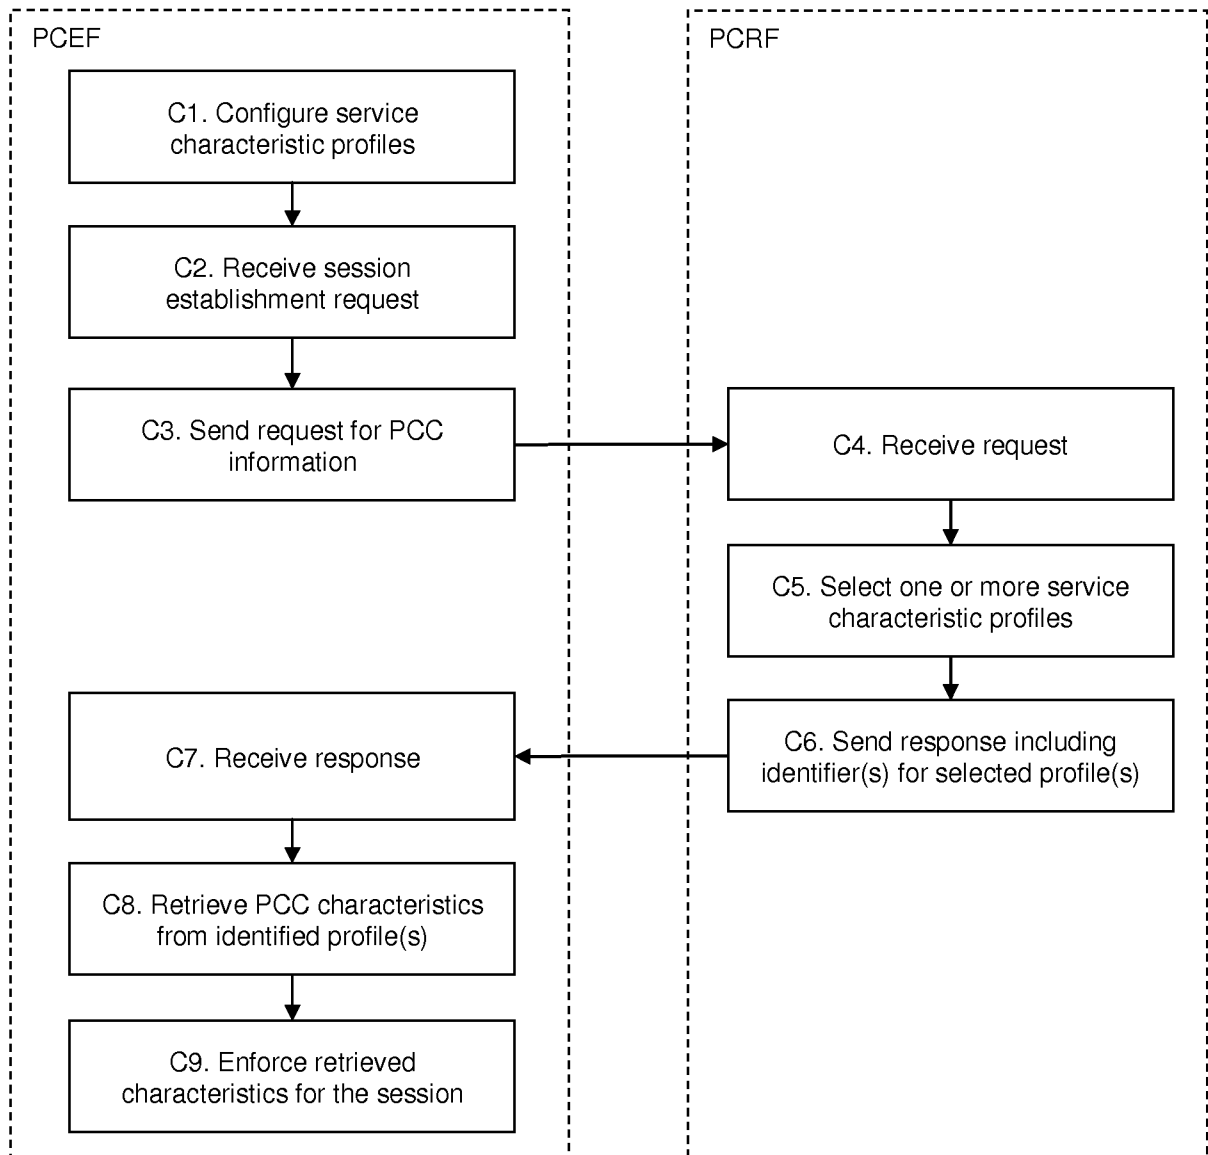 PCEF
PCRF
C1. Configure service
characteristic profiles
C2. Receive session
establishment request
C3. Send request for PCC
information
C4. Receive request
C5. Select one or more service
characteristic profiles
C6. Send response including
identifier(s) for selected profile(s)
C7. Receive response
C8. Retrieve PCC characteristics
from identified profile(s)
C9. Enforce retrieved
characteristics for the session